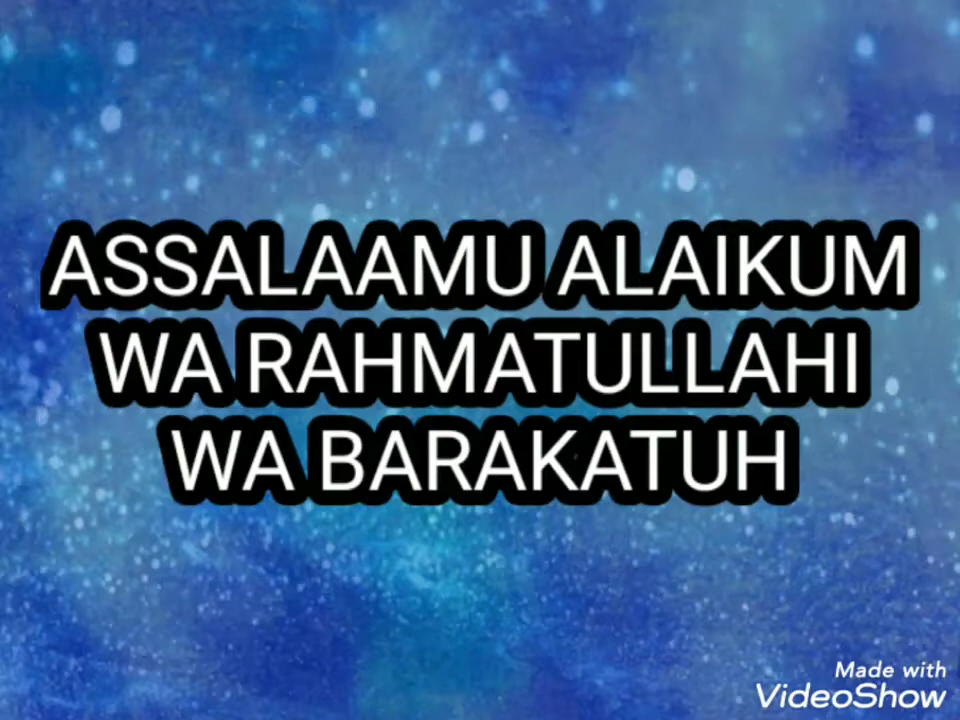 ASSALAAMU ALAIKUM
WA RAHMATULLAHI
WA BARAKATUH
Made with
VideoShow